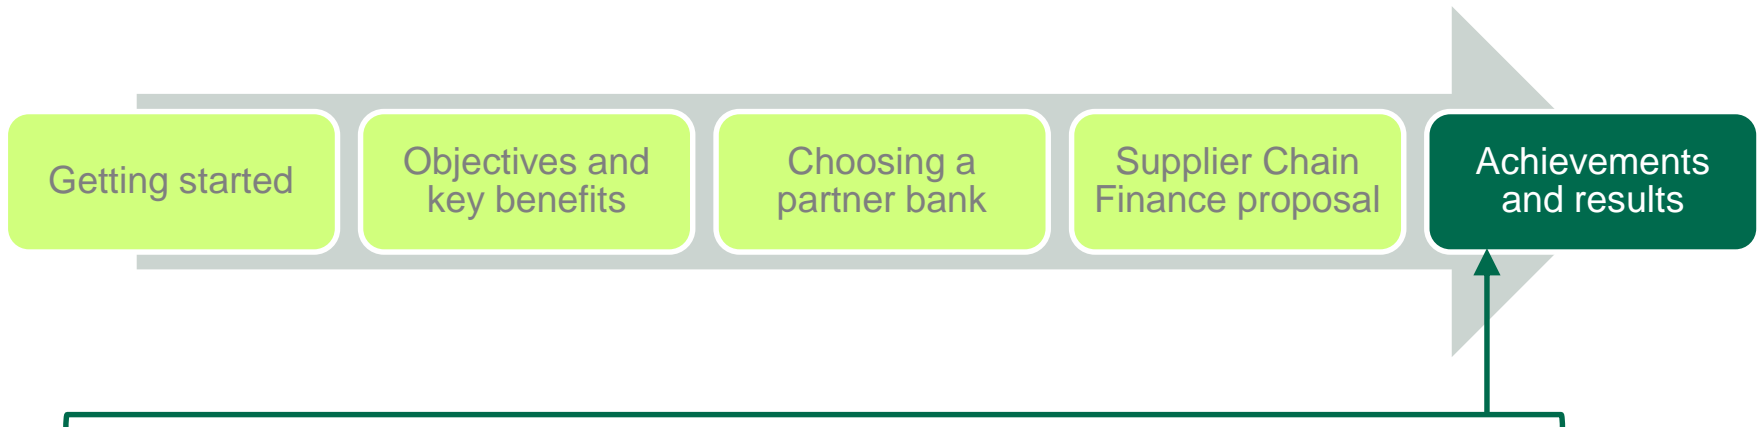 Getting started
Objectives and
key benefits
Choosing a
partner bank
Supplier Chain
Finance proposal
Achievements
and results